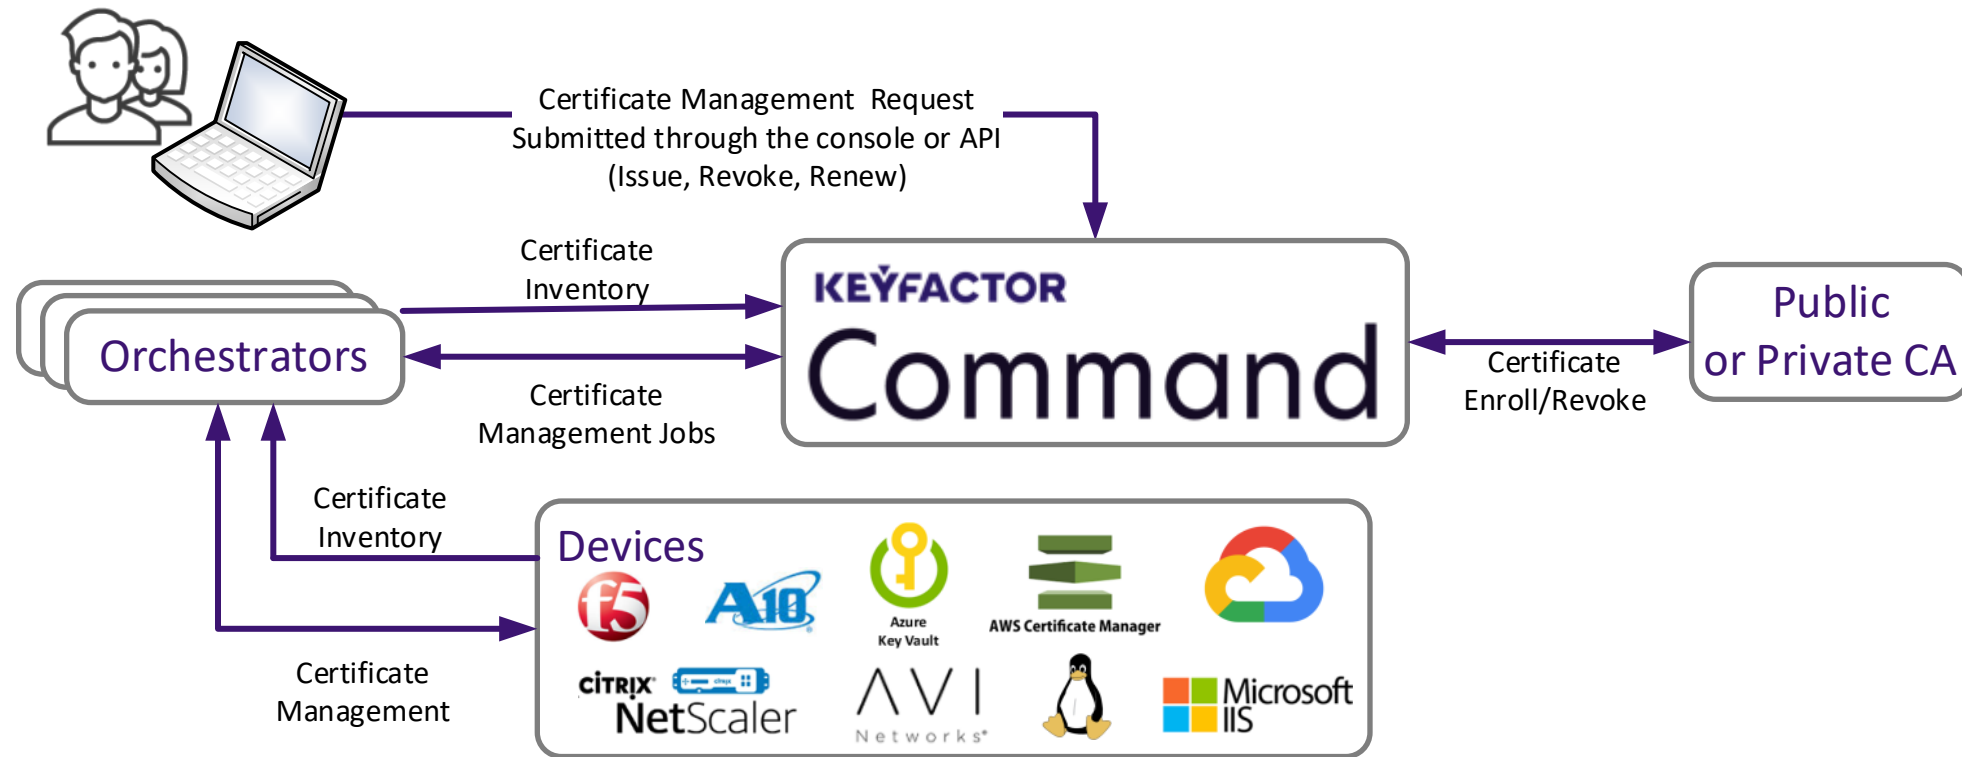 Certificate Management Request
Submitted through the console or API
(Issue, Revoke, Renew)
Certificate
Inventory
KEYFACTOR
Command
Orchestrators
Certificate
Management Jobs
Public
or Private CA
Certificate
Enroll/Revoke
Certificate
Inventory
Certificate
Management
Devices
f5
A10
Azure
Key Vault
AWS Certificate Manager
CİTRIX
NetScaler
AVI
Networks
Microsoft
IIS